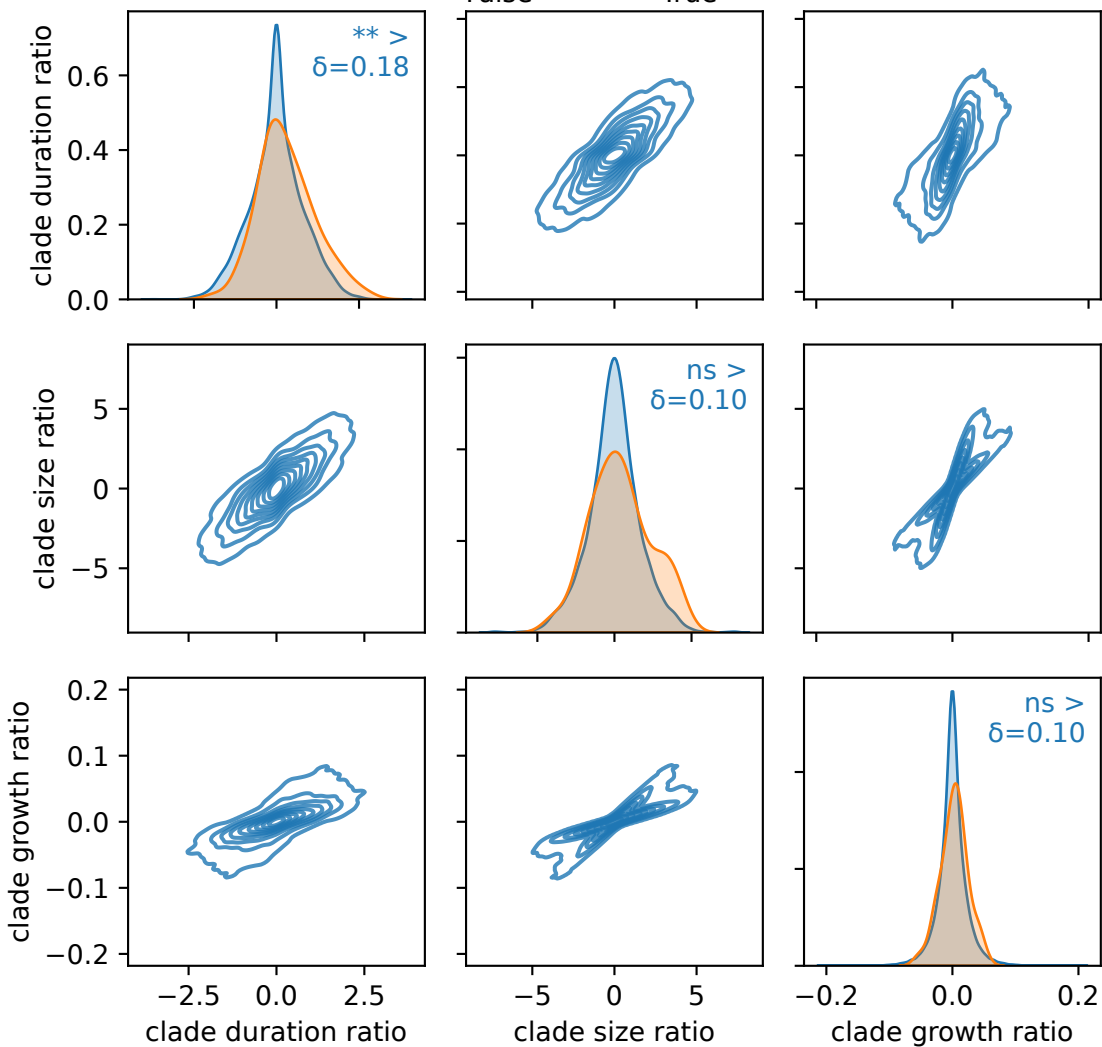 clade duration ratio
0.6
0.4
0.2
0.0
** >
δ=0.18
clade size ratio
5
0
−5
ns >
δ=0.10
clade growth ratio
0.2
0.1
0.0
−0.1
−0.2
ns >
δ=0.10
−2.5 0.0 2.5
clade duration ratio
−5 0 5
clade size ratio
−0.2 0.0 0.2
clade growth ratio